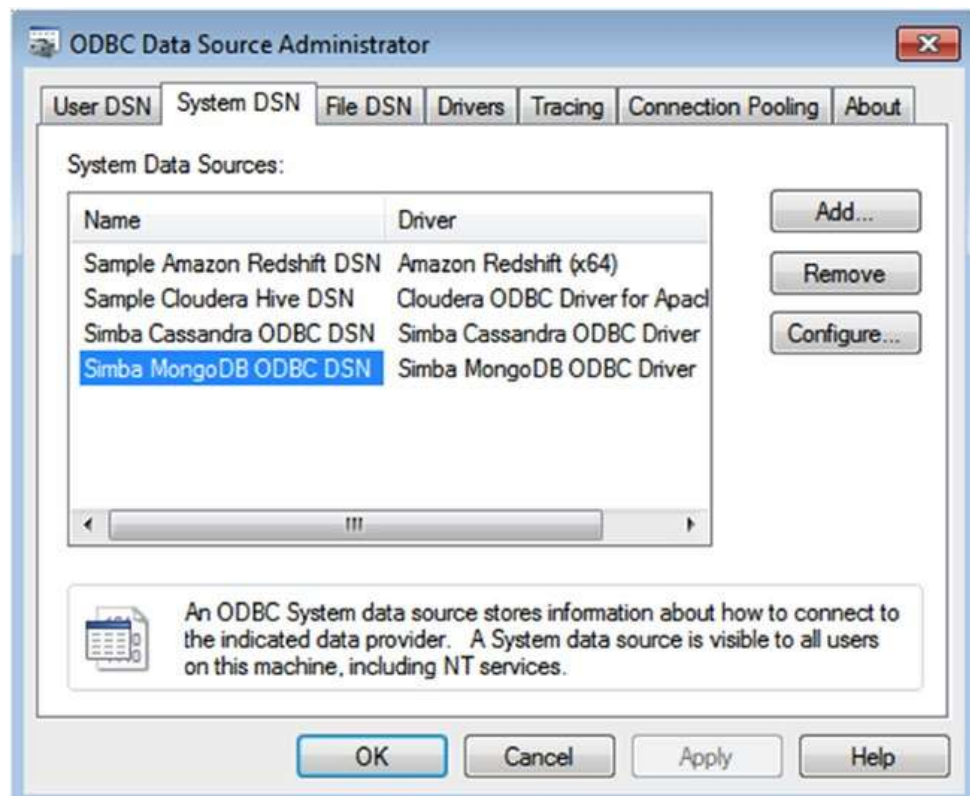 ODBC Data Source Administrator
User DSN System DSN File DSN Drivers Tracing Connection Pooling About
System Data Sources:
Name Driver
Sample Amazon Redshift DSN Amazon Redshift (x64)
Sample Cloudera Hive DSN Cloudera ODBC Driver for Apacl
Simba Cassandra ODBC DSN Simba Cassandra ODBC Driver
Simba MongoDB ODBC DSN Simba MongoDB ODBC Driver
Add...
Remove
Configure...
An ODBC System data source stores information about how to connect to
the indicated data provider. A System data source is visible to all users
on this machine, including NT services.
OK Cancel Apply Help